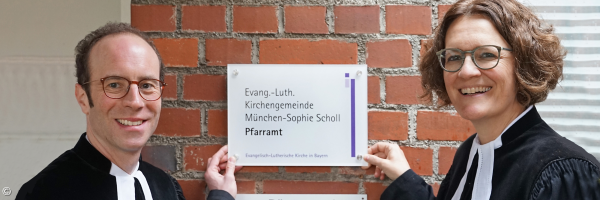 Evang.-Luth.
Kirchengemeinde
München-Sophie Scholl
Pfarramt
Evangelisch-Lutherische Kirche in Bayern
©